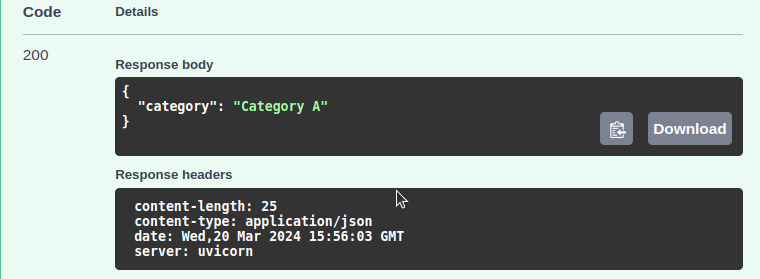 Code Details
200
Response body
{
"category": "Category A"
}
Download
Response headers
content-length: 25
content-type: application/json
date: Wed,20 Mar 2024 15:56:03 GMT
server: uvicorn